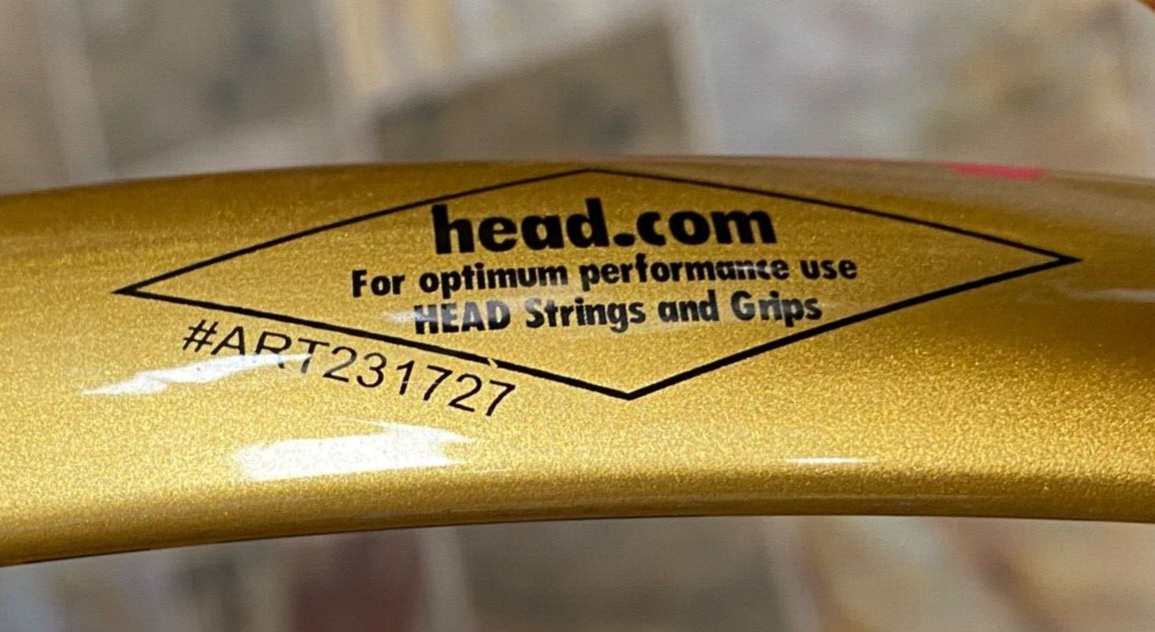 head.com
For optimum performance use
HEAD Strings and Grips
#ART231727